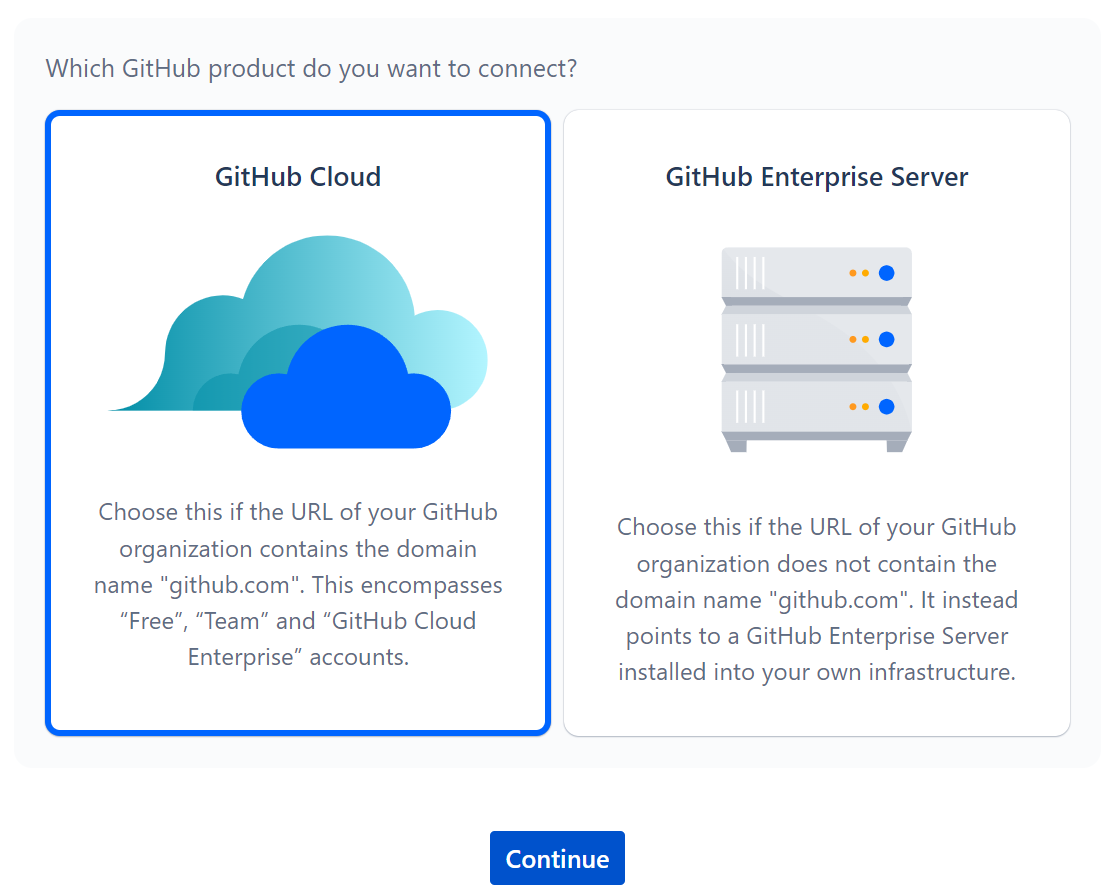 Which GitHub product do you want to connect?
GitHub Cloud
Choose this if the URL of your GitHub
organization contains the domain
name "github.com". This encompasses
“Free”, “Team” and “GitHub Cloud
Enterprise” accounts.
GitHub Enterprise Server
Choose this if the URL of your GitHub
organization does not contain the
domain name "github.com". It instead
points to a GitHub Enterprise Server
installed into your own infrastructure.
Continue